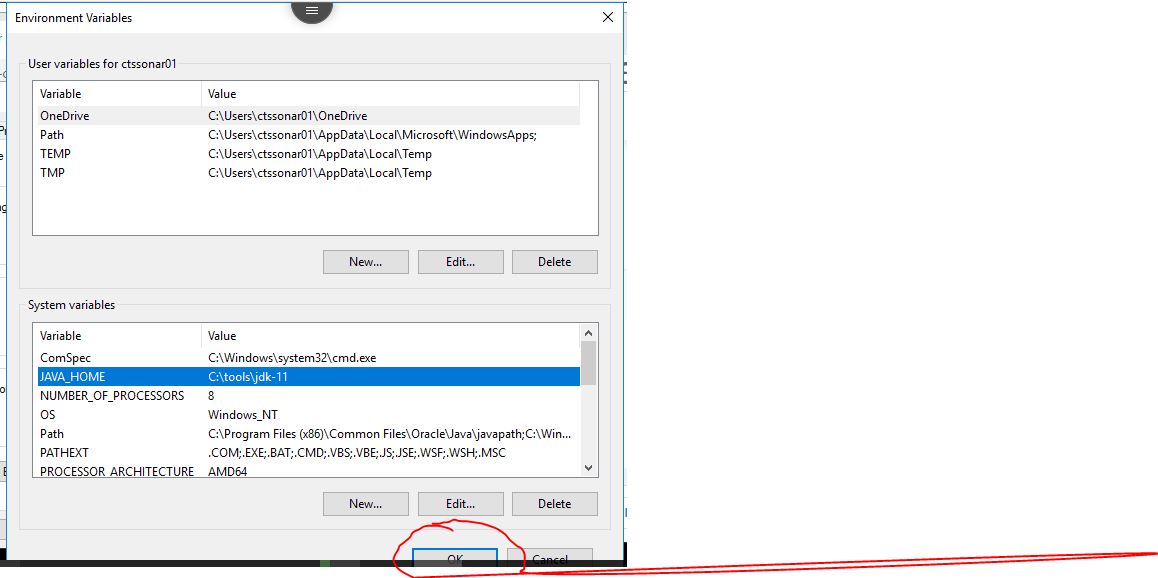 Environment Variables
User variables for ctssonar01
Variable Value
OneDrive C:\Users\ctssonar01\OneDrive
Path C:\Users\ctssonar01\AppData\Local\Microsoft\WindowsApps;
TEMP C:\Users\ctssonar01\AppData\Local\Temp
TMP C:\Users\ctssonar01\AppData\Local\Temp
New... Edit... Delete
System variables
Variable Value
ComSpec C:\Windows\system32\cmd.exe
JAVA_HOME C:\tools\jdk-11
NUMBER_OF_PROCESSORS 8
OS Windows_NT
Path C:\Program Files (x86)\Common Files\Oracle\Java\javapath;C:\Win...
PATHEXT .COM;.EXE;.BAT;.CMD;.VBS;.VBE;.JS;.JSE;.WSF;.WSH;.MSC
PROCESSOR_ARCHITECTURE AMD64
New... Edit... Delete
OK Cancel